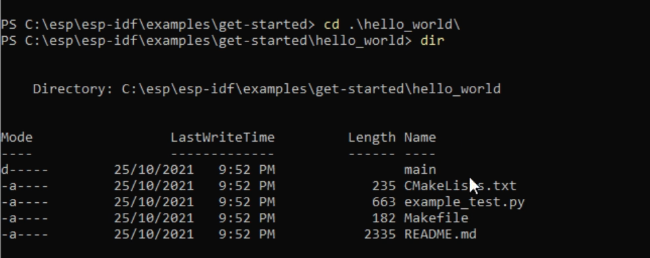 PS C:\esp\esp-idf\examples\get-started> cd .\hello_world\
PS C:\esp\esp-idf\examples\get-started\hello_world> dir
Directory: C:\esp\esp-idf\examples\get-started\hello_world
Mode LastWriteTime Length Name
---- ------------- ------ ----
d----- 25/10/2021 9:52 PM main
-a---- 25/10/2021 9:52 PM 235 CMakeLists.txt
-a---- 25/10/2021 9:52 PM 663 example_test.py
-a---- 25/10/2021 9:52 PM 182 Makefile
-a---- 25/10/2021 9:52 PM 2335 README.md